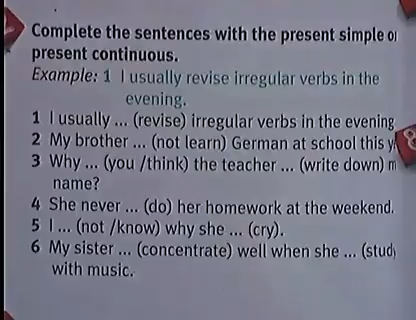 Complete the sentences with the present simple or
present continuous.
Example: 1 I usually revise irregular verbs in the
evening.
1 I usually ... (revise) irregular verbs in the evening
2 My brother ... (not learn) German at school this
3 Why ... (you /think) the teacher ... (write down)
name?
4 She never ... (do) her homework at the weekend.
5 I ... (not /know) why she ... (cry).
6 My sister ... (concentrate) well when she ... (study
with music.